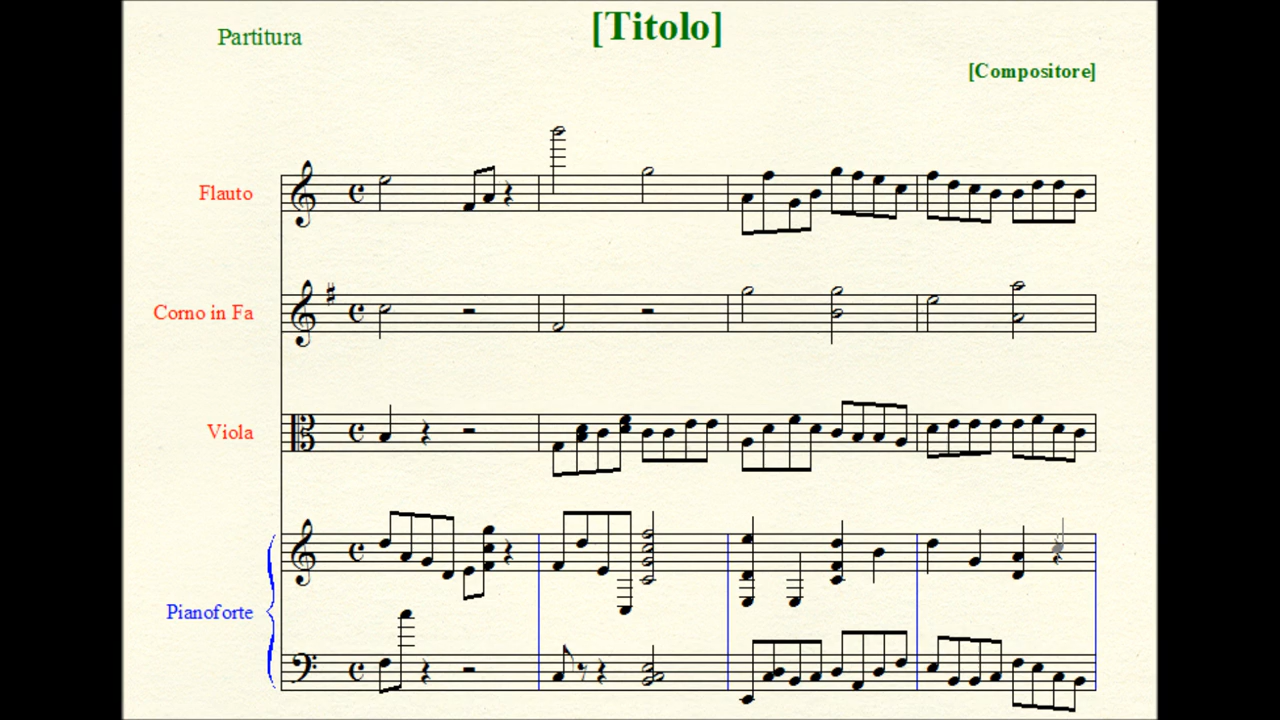 Partitura
[Titolo]
[Compositore]
Flauto
Corno in Fa
Viola
Pianoforte